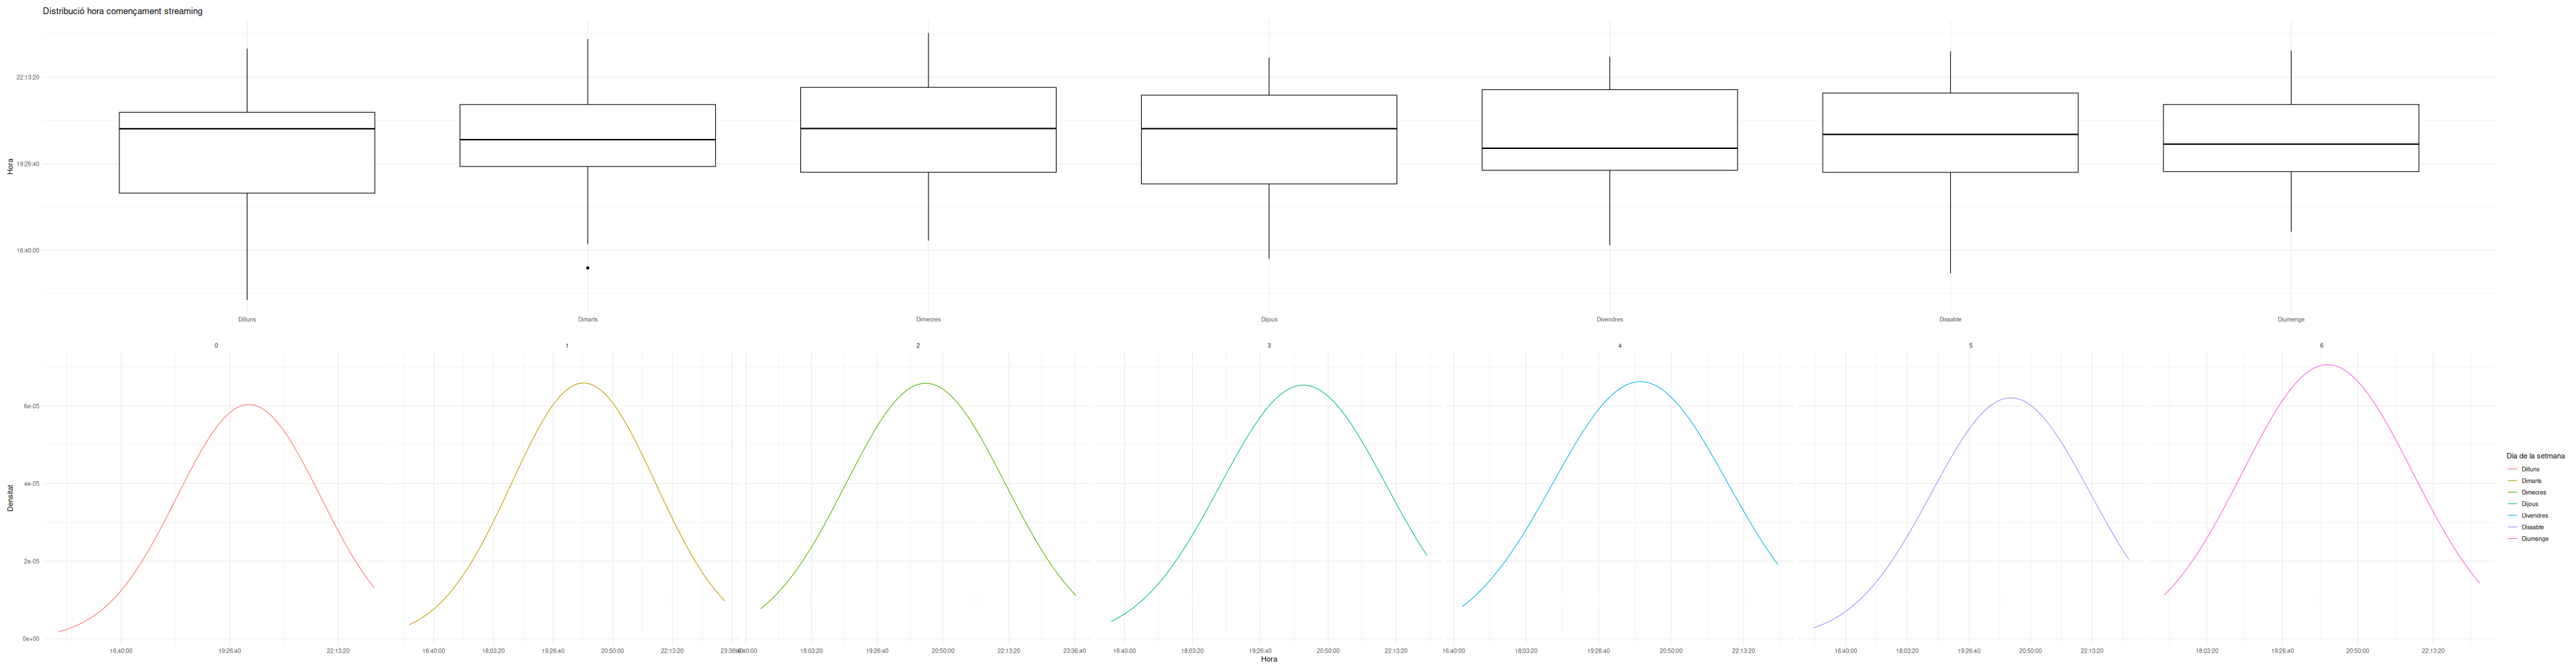 Distribució hora començament streaming
Hora
22:13:20
19:26:40
16:40:00
Dilluns Dimarts Dimecres Dijous Divendres Dissabte Diumenge
0 1 2 3 4 5 6
Densitat
6e-05
4e-05
2e-05
0e+00
16:40:00 19:26:40 22:13:20 16:40:00 18:03:20 19:26:40 20:50:00 22:13:20 23:36:40 16:40:00 18:03:20 19:26:40 20:50:00 22:13:20 23:36:40 16:40:00 18:03:20 19:26:40 20:50:00 22:13:20 16:40:00 18:03:20 19:26:40 20:50:00 22:13:20 16:40:00 18:03:20 19:26:40 20:50:00 22:13:20 16:40:00 18:03:20 19:26:40 20:50:00 22:13:20
Hora
Dia de la setmana
Dilluns
Dimarts
Dimecres
Dijous
Divendres
Dissabte
Diumenge